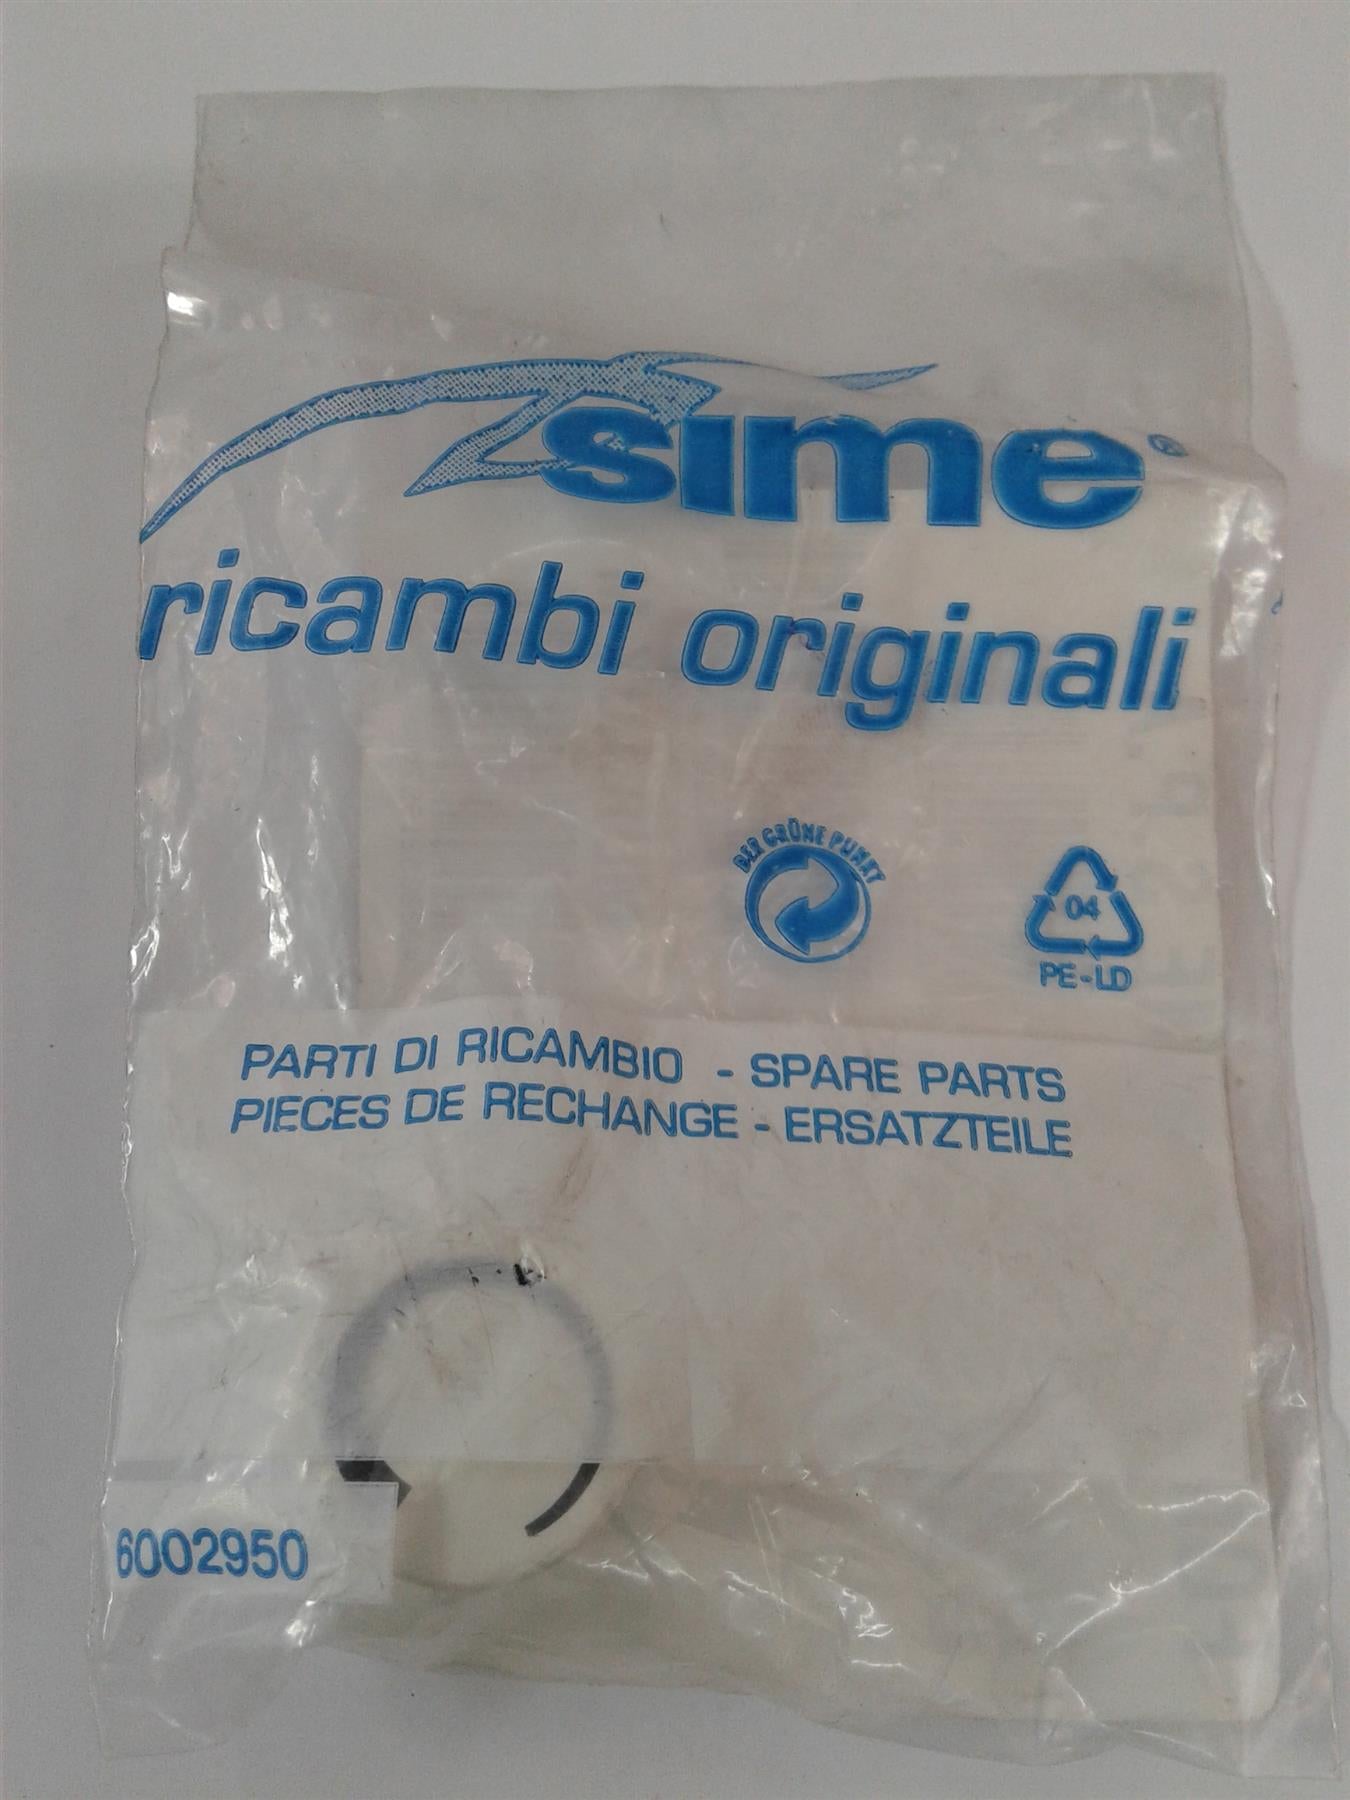 sime ®
ricambi originali
DER GRÜNE PUNKT
04
PE-LD
PARTI DI RICAMBIO - SPARE PARTS
PIECES DE RECHANGE - ERSATZTEILE
6002950